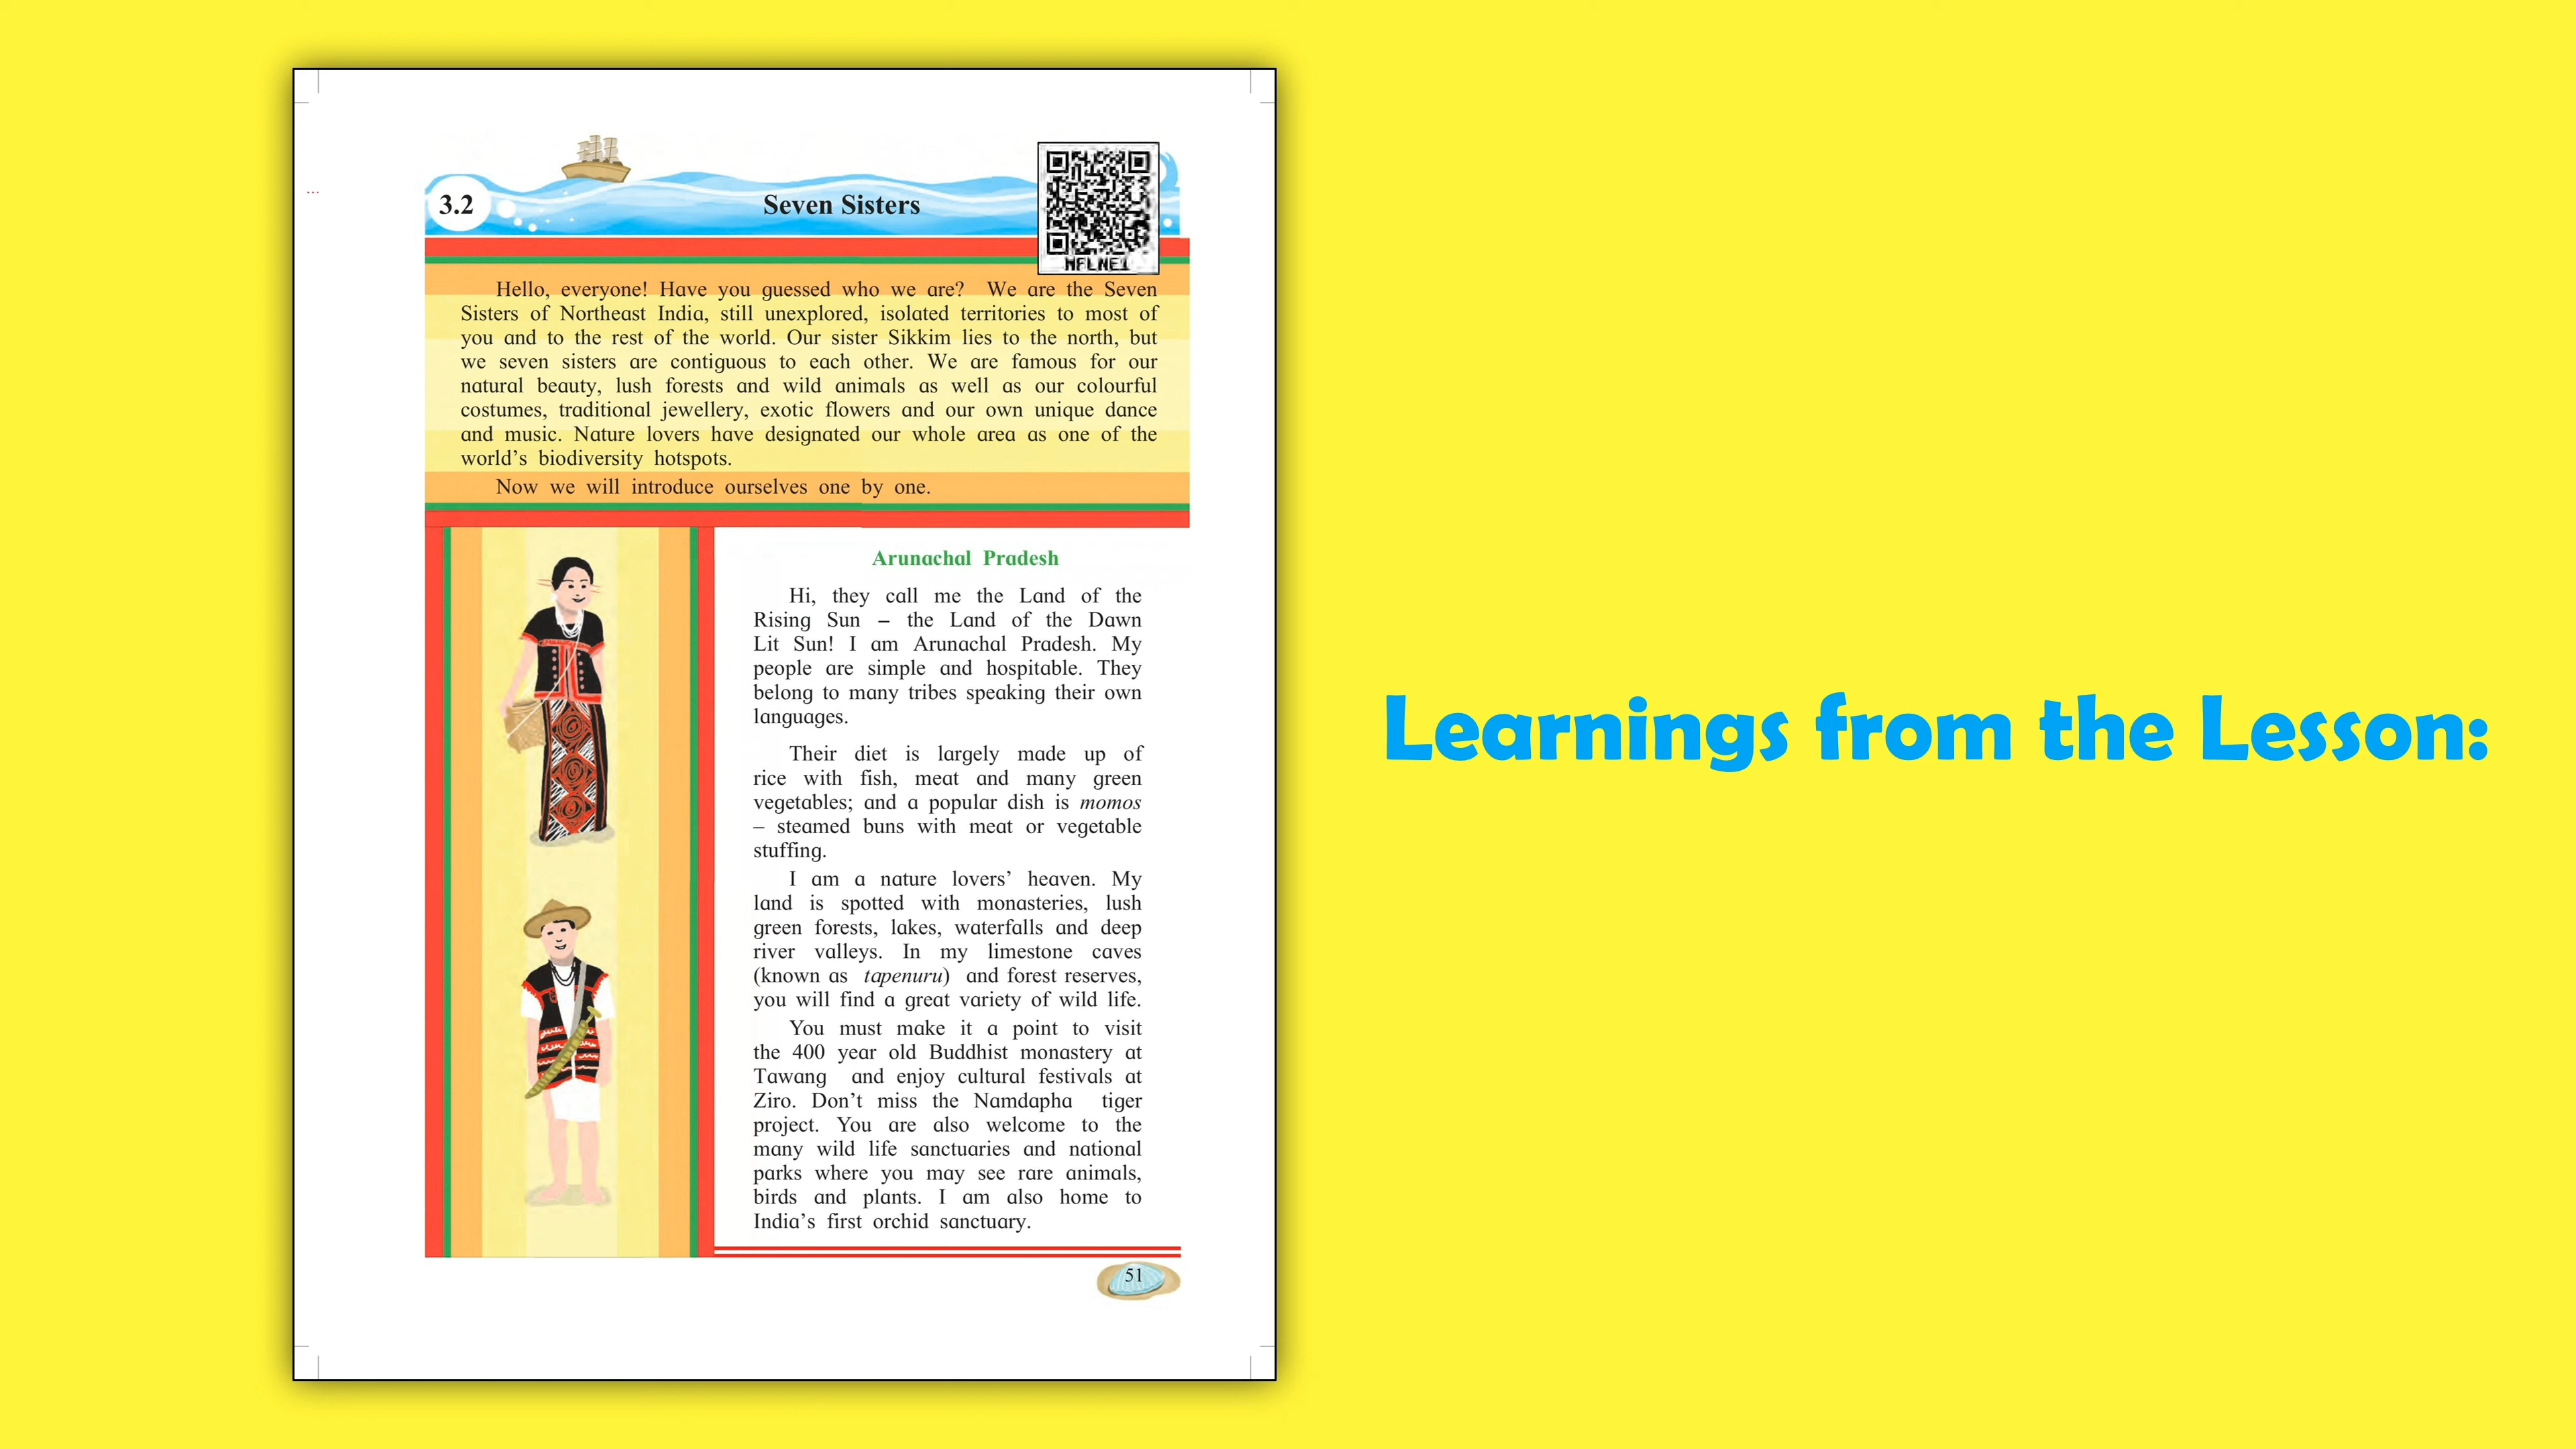 3.2
Seven Sisters
Hello, everyone! Have you guessed who we are? We are the Seven
Sisters of Northeast India, still unexplored, isolated territories to most of
you and to the rest of the world. Our sister Sikkim lies to the north, but
we seven sisters are contiguous to each other. We are famous for our
natural beauty, lush forests and wild animals as well as our colourful
costumes, traditional jewellery, exotic flowers and our own unique dance
and music. Nature lovers have designated our whole area as one of the
world's biodiversity hotspots.
Now we will introduce ourselves one by one.
Arunachal Pradesh
Hi, they call me the Land of the
Rising Sun – the Land of the Dawn
Lit Sun! I am Arunachal Pradesh. My
people are simple and hospitable. They
belong to many tribes speaking their own
languages.
Their diet is largely made up of
rice with fish, meat and many green
vegetables; and a popular dish is momos
– steamed buns with meat or vegetable
stuffing.
I am a nature lovers' heaven. My
land is spotted with monasteries, lush
green forests, lakes, waterfalls and deep
river valleys. In my limestone caves
(known as tapenuru) and forest reserves,
you will find a great variety of wild life.
You must make it a point to visit
the 400 year old Buddhist monastery at
Tawang and enjoy cultural festivals at
Ziro. Don't miss the Namdapha tiger
project. You are also welcome to the
many wild life sanctuaries and national
parks where you may see rare animals,
birds and plants. I am also home to
India's first orchid sanctuary.
51
Learnings from the Lesson: